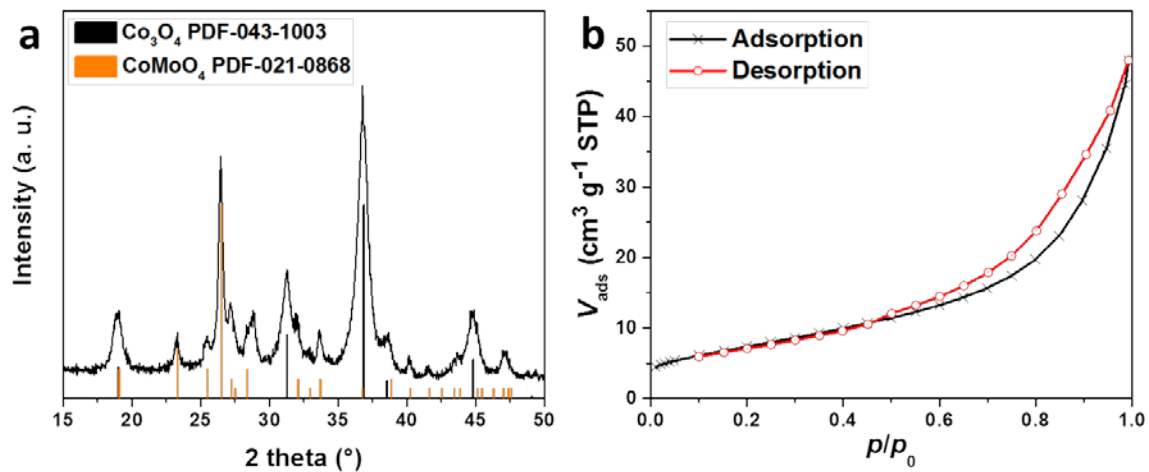 a
Co₃O₄ PDF-043-1003
CoMoO₄ PDF-021-0868
Intensity (a. u.)
15 20 25 30 35 40 45 50
2 theta (°)
b
Adsorption
Desorption
V_ads (cm³ g⁻¹ STP)
50
40
30
20
10
0
0.0 0.2 0.4 0.6 0.8 1.0
p/p₀